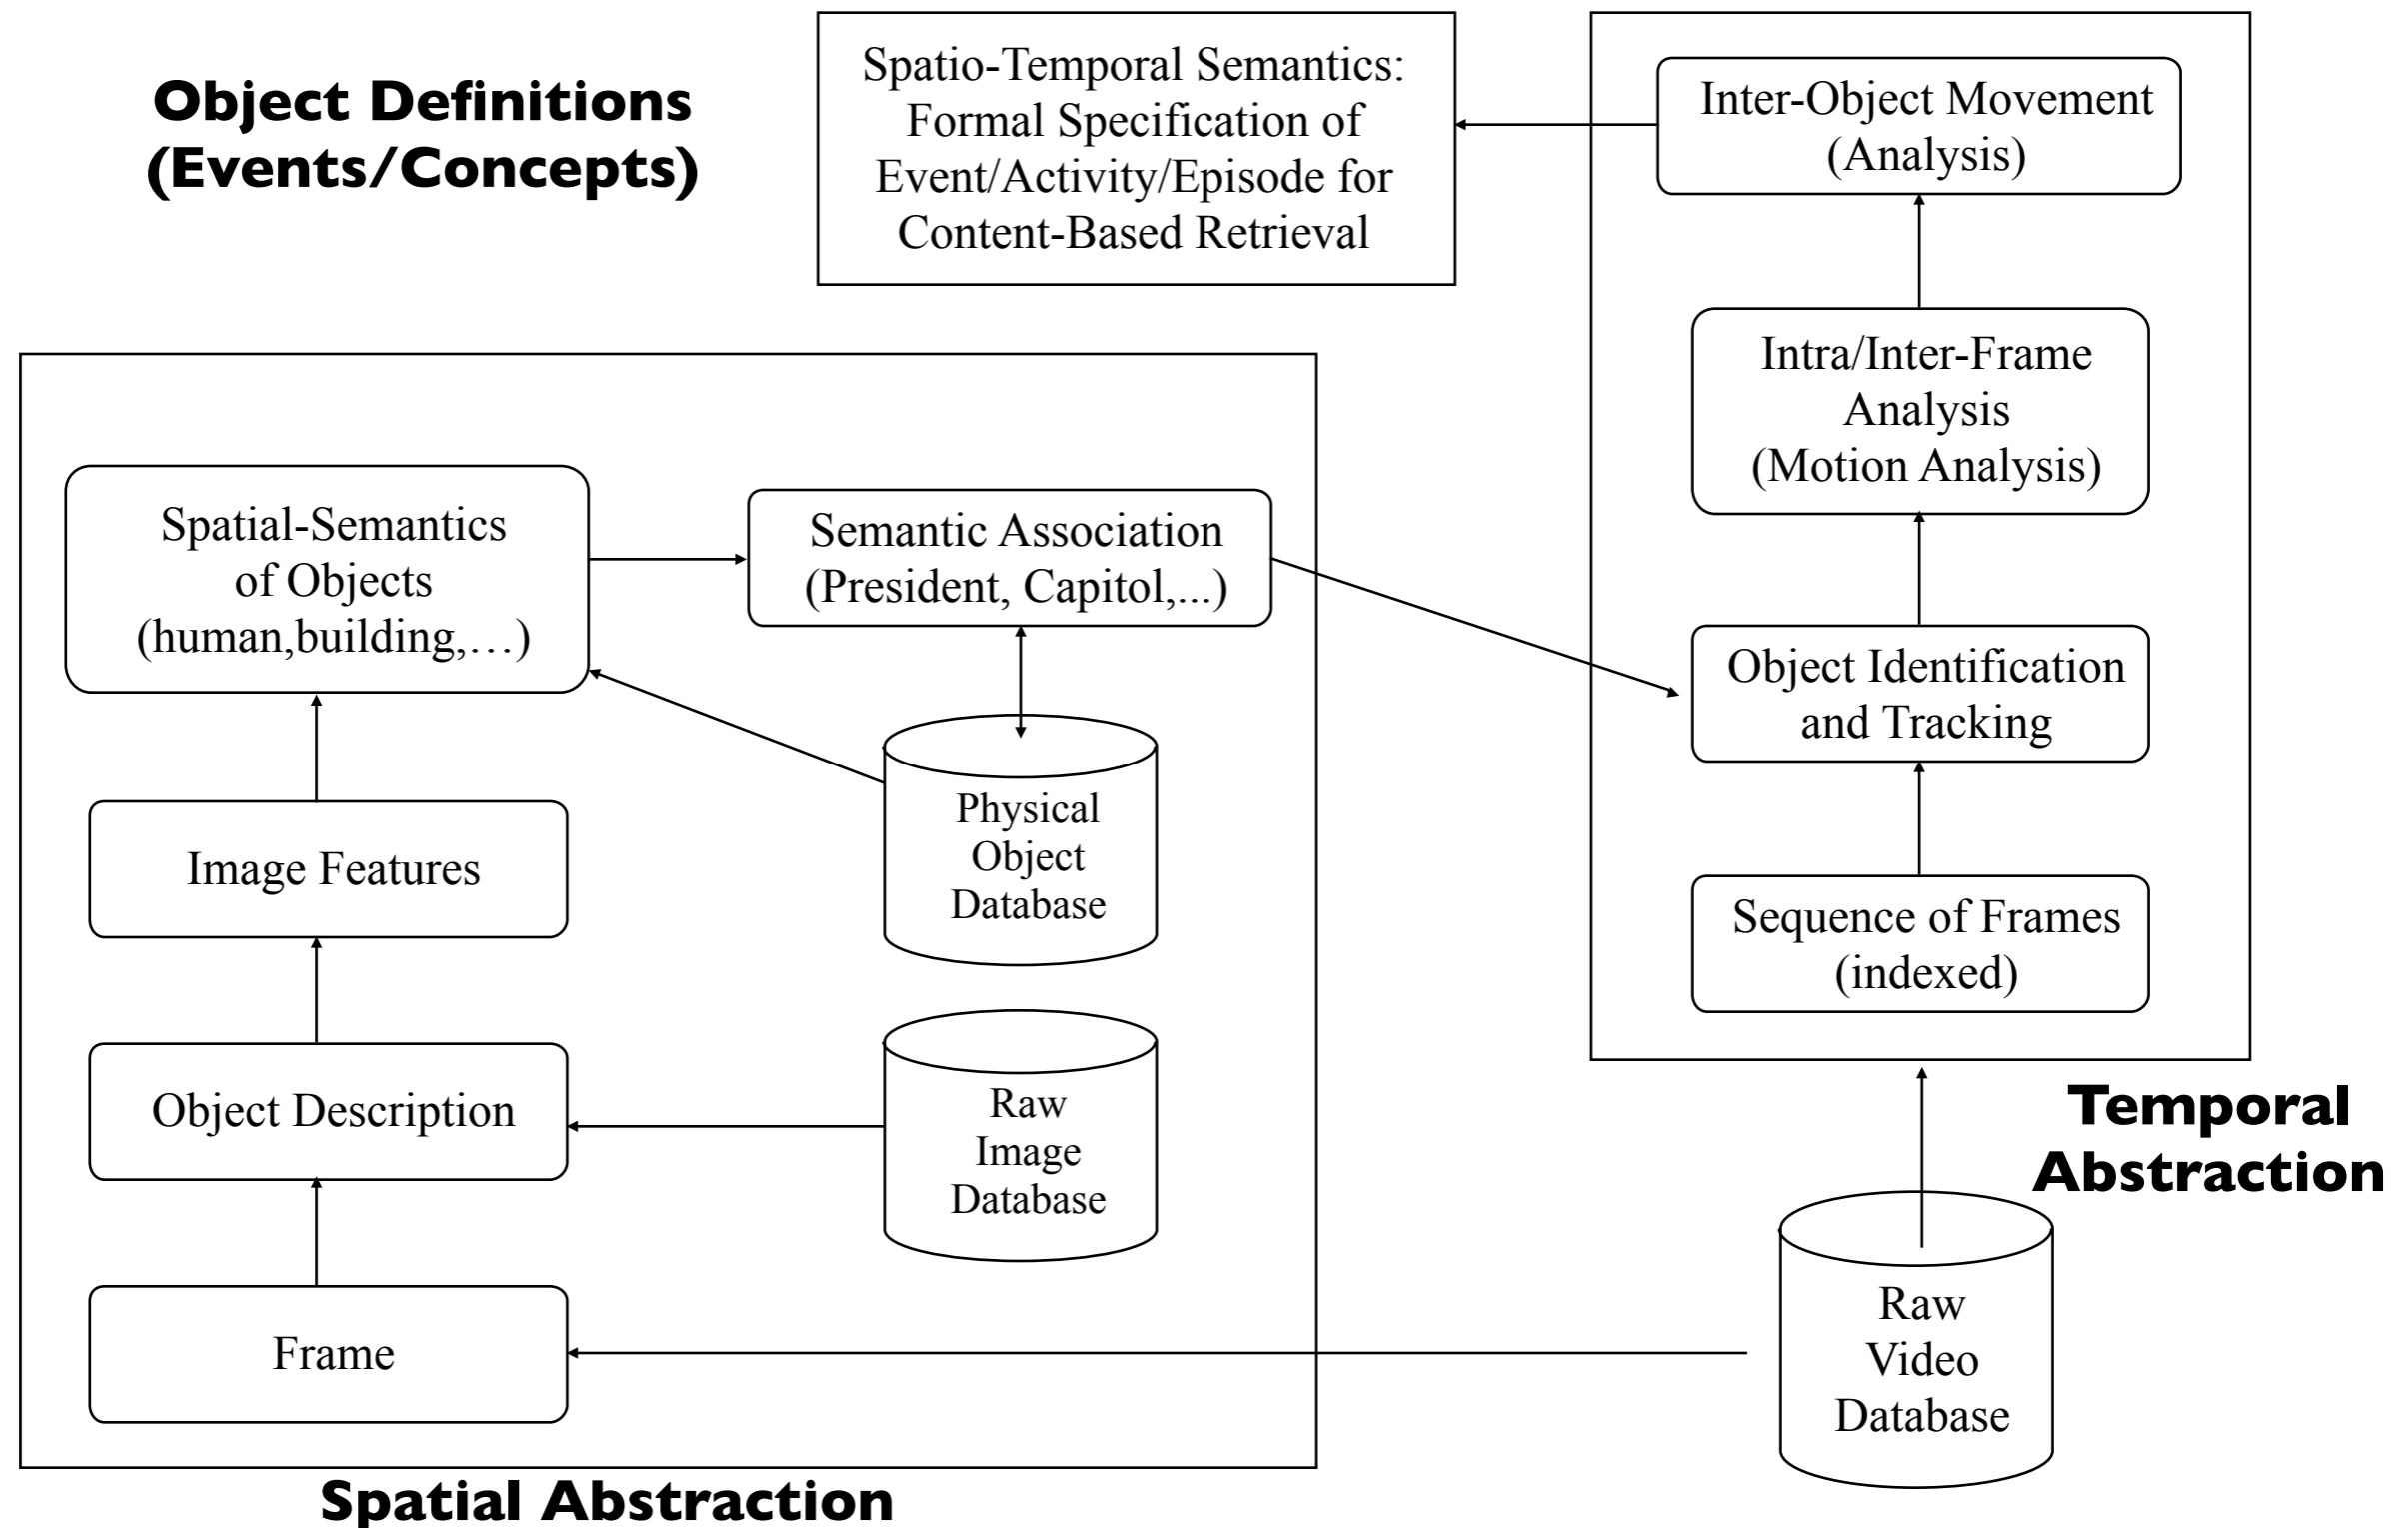 Object Definitions
(Events/Concepts)
Spatio-Temporal Semantics:
Formal Specification of
Event/Activity/Episode for
Content-Based Retrieval
Inter-Object Movement
(Analysis)
Intra/Inter-Frame
Analysis
(Motion Analysis)
Object Identification
and Tracking
Sequence of Frames
(indexed)
Temporal
Abstraction
Raw
Video
Database
Spatial-Semantics
of Objects
(human,building,…)
Semantic Association
(President, Capitol,...)
Physical
Object
Database
Image Features
Object Description
Raw
Image
Database
Frame
Spatial Abstraction